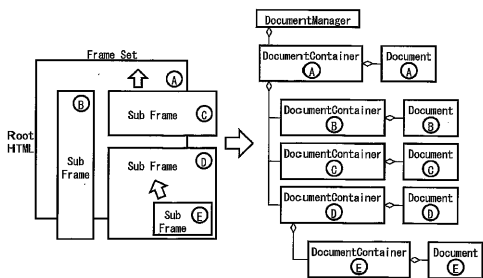 Frame Set
A
B
Sub Frame
C
Root
HTML
Sub
Frame
Sub Frame
D
Sub
Frame
E
DocumentManager
DocumentContainer
A
Document
A
DocumentContainer
B
Document
B
DocumentContainer
C
Document
C
DocumentContainer
D
Document
D
DocumentContainer
E
Document
E